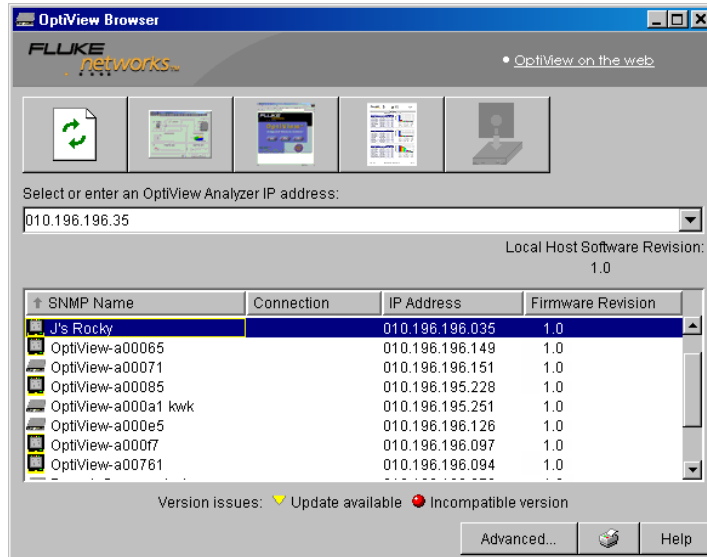 OptiView Browser
FLUKE
networks™
OptiView on the web
Select or enter an OptiView Analyzer IP address:
010.196.196.35
Local Host Software Revision:
1.0
SNMP Name Connection IP Address Firmware Revision
J's Rocky 010.196.196.035 1.0
OptiView-a00065 010.196.196.149 1.0
OptiView-a00071 010.196.196.151 1.0
OptiView-a00085 010.196.195.228 1.0
OptiView-a000a1 kwk 010.196.195.251 1.0
OptiView-a000e5 010.196.196.126 1.0
OptiView-a000f7 010.196.196.097 1.0
OptiView-a00761 010.196.196.094 1.0
Version issues: Update available Incompatible version
Advanced... Help